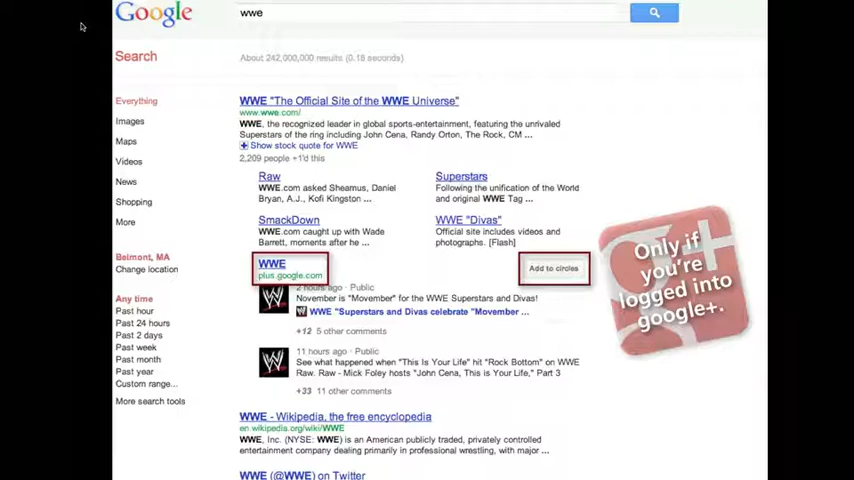 Google
wwe
Search
About 242,000,000 results (0.18 seconds)
Everything
Images
Maps
Videos
News
Shopping
More
Belmont, MA
Change location
Any time
Past hour
Past 24 hours
Past 2 days
Past week
Past month
Past year
Custom range...
More search tools
WWE "The Official Site of the WWE Universe"
www.wwe.com/
WWE, the recognized leader in global sports-entertainment, featuring the unrivaled
Superstars of the ring including John Cena, Randy Orton, The Rock, CM ...
Show stock quote for WWE
2,209 people +1'd this
Raw
WWE.com asked Sheamus, Daniel
Bryan, A.J., Kofi Kingston ...
Superstars
Following the unification of the World
and original WWE Tag ...
SmackDown
WWE.com caught up with Wade
Barrett, moments after he ...
WWE "Divas"
Official site includes videos and
photographs. [Flash]
WWE
plus.google.com
Add to circles
2 hours ago - Public
November is "Movember" for the WWE Superstars and Divas!
WWE "Superstars and Divas celebrate "Movember ...
+12 5 other comments
11 hours ago - Public
See what happened when "This Is Your Life" hit "Rock Bottom" on WWE
Raw. Raw - Mick Foley hosts "John Cena, This is Your Life," Part 3
+33 11 other comments
WWE - Wikipedia, the free encyclopedia
en.wikipedia.org/wiki/WWE
WWE, Inc. (NYSE: WWE) is an American publicly traded, privately controlled
entertainment company dealing primarily in professional wrestling, with major ...
WWE (@WWE) on Twitter
Only if
you're
logged into
google+.